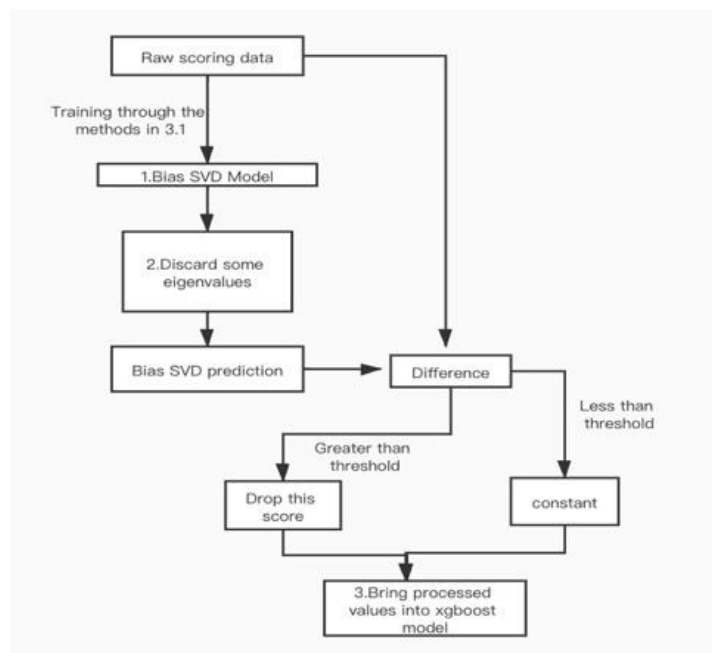 Raw scoring data
Training through the
methods in 3.1
1.Bias SVD Model
2.Discard some
eigenvalues
Bias SVD prediction
Difference
Less than
threshold
Greater than
threshold
Drop this
score
constant
3.Bring processed
values into xgboost
model